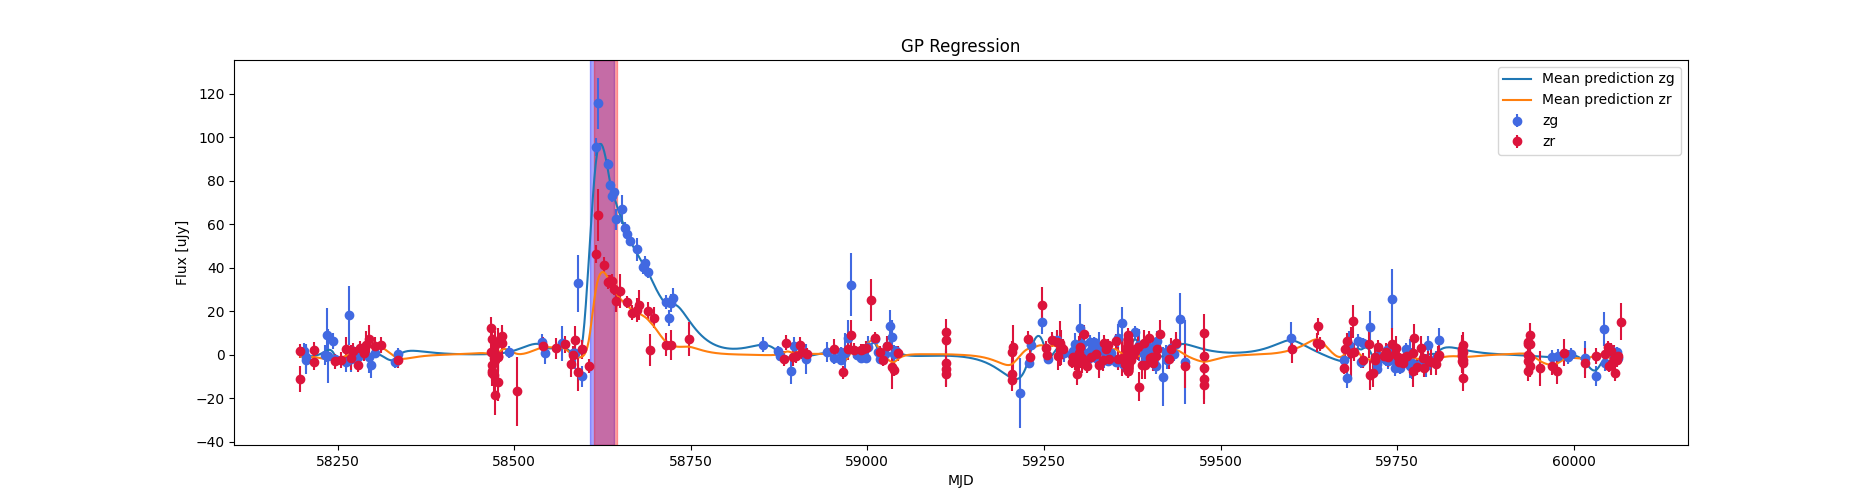 GP Regression
Flux [uJy]
120
100
80
60
40
20
0
−20
−40
Mean prediction zg
Mean prediction zr
zg
zr
58250 58500 58750 59000 59250 59500 59750 60000
MJD